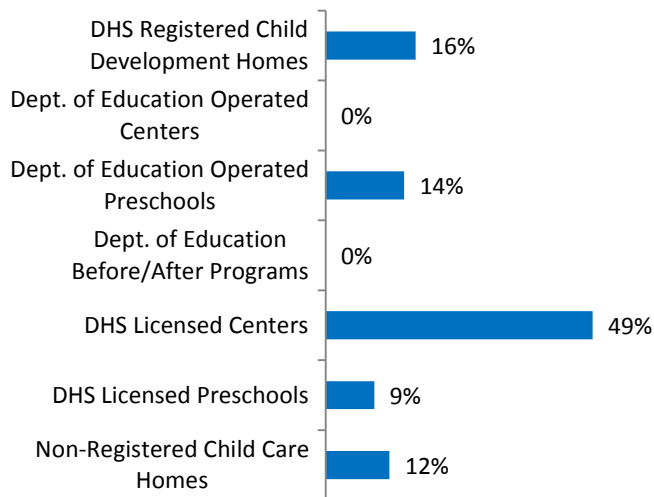 DHS Registered Child
Development Homes
16%
Dept. of Education Operated
Centers
0%
Dept. of Education Operated
Preschools
14%
Dept. of Education
Before/After Programs
0%
DHS Licensed Centers
49%
DHS Licensed Preschools
9%
Non-Registered Child Care
Homes
12%